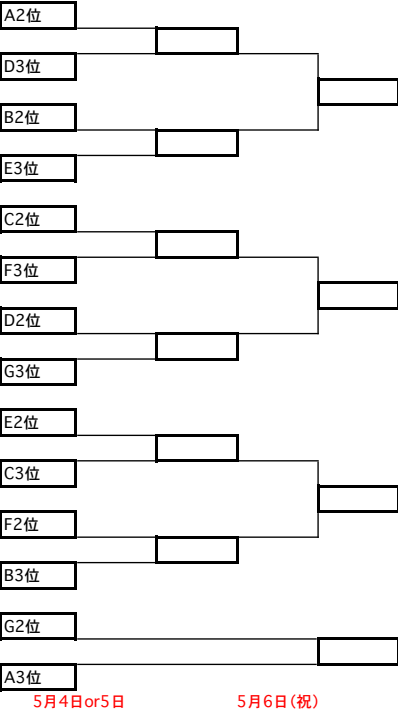 A2位
D3位
B2位
E3位
C2位
F3位
D2位
G3位
E2位
C3位
F2位
B3位
G2位
A3位
5月4日or5日 5月6日(祝)